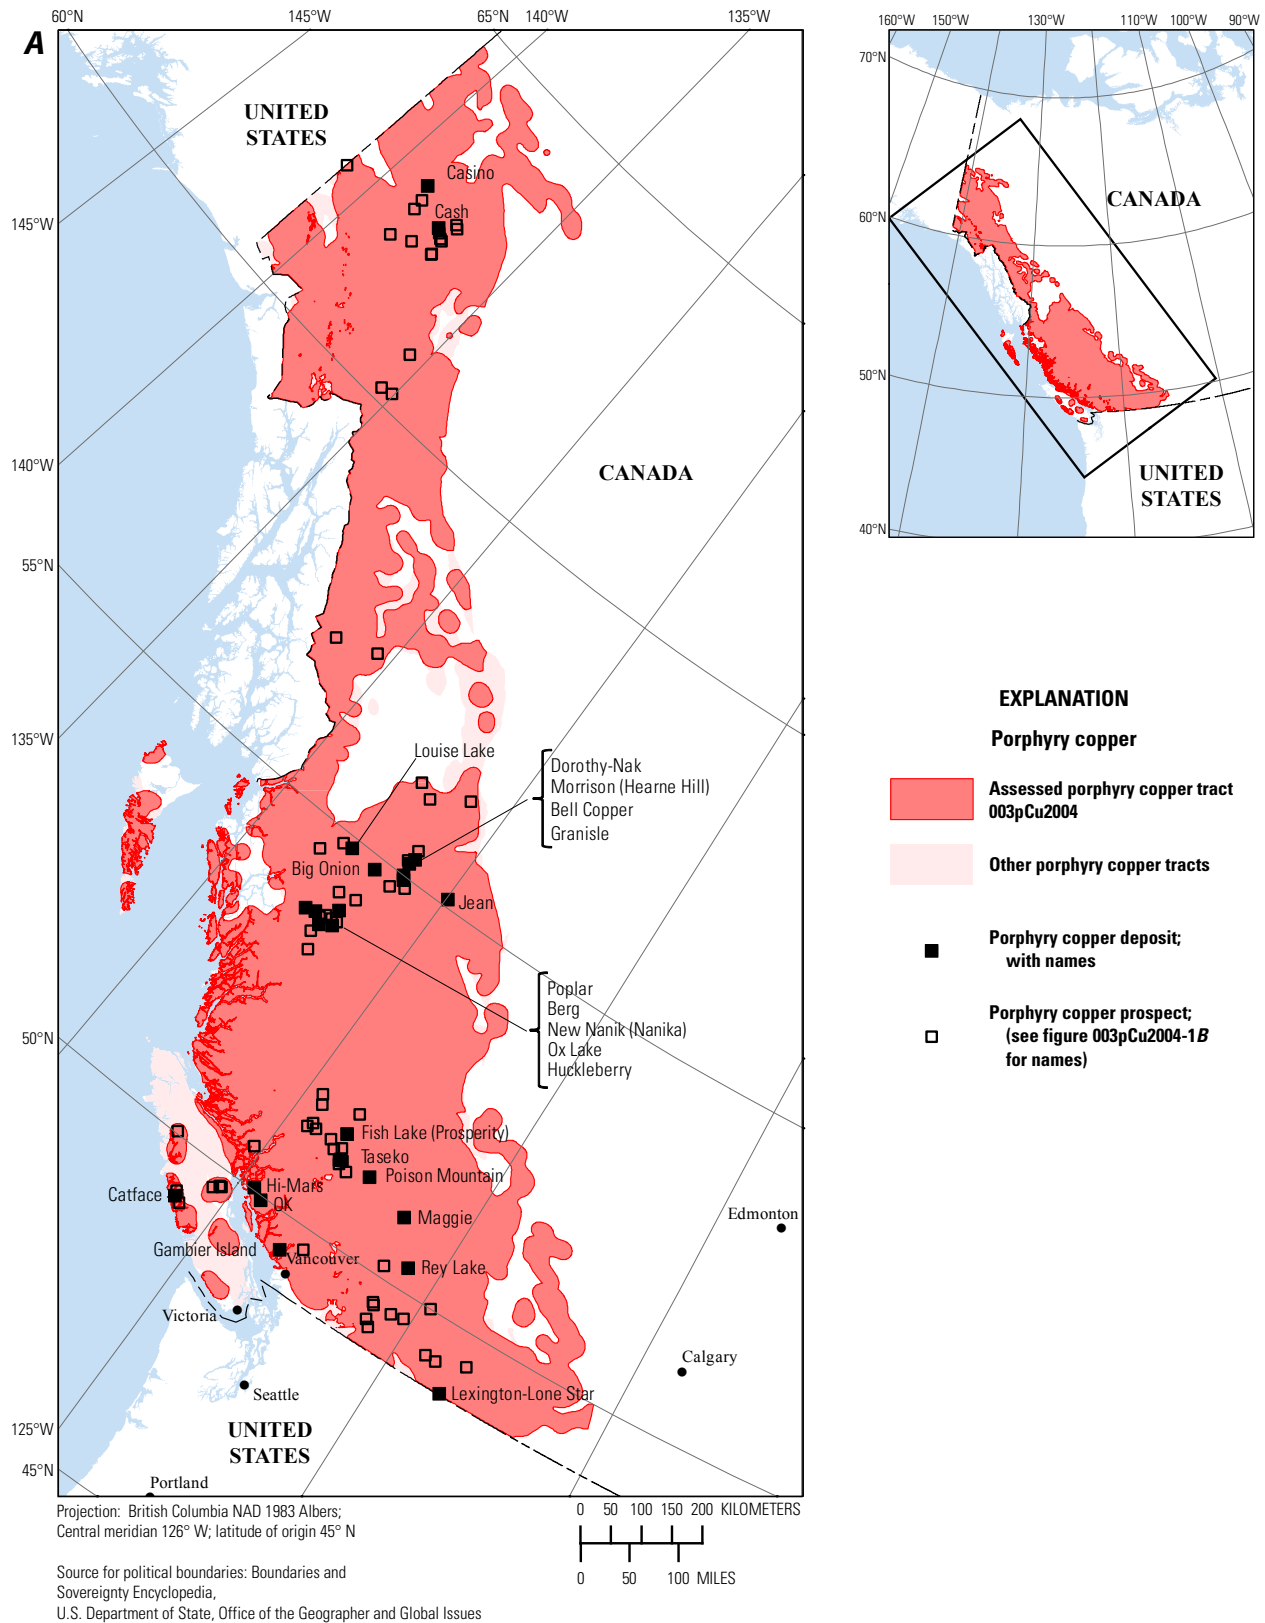 60°W
145°W
65°N
140°W
135°W
A
UNITED
STATES
Casino
Cash
145°W
CANADA
140°W
55°N
135°W
Louise Lake
Dorothy-Nak
Morrison (Hearne Hill)
Bell Copper
Granisle
Big Onion
Jean
Poplar
Berg
New Nanik (Nanika)
Ox Lake
Huckleberry
50°N
Fish Lake (Prosperity)
Taseko
Poison Mountain
Catface
Hi-Mars
OK
Maggie
Edmonton
Gambier Island
Vancouver
Rey Lake
Victoria
Calgary
Seattle
Lexington-Lone Star
UNITED
STATES
125°W
45°N
Portland
160°W
150°W
130°W
110°W
100°W
90°W
70°N
CANADA
60°N
50°N
UNITED
STATES
40°N
EXPLANATION
Porphyry copper
Assessed porphyry copper tract
003pCu2004
Other porphyry copper tracts
Porphyry copper deposit;
with names
Porphyry copper prospect;
(see figure 003pCu2004-1B
for names)
Projection: British Columbia NAD 1983 Albers;
Central meridian 126° W; latitude of origin 45° N
0 50 100 150 200 KILOMETERS
0 50 100 MILES
Source for political boundaries: Boundaries and
Sovereignty Encyclopedia,
U.S. Department of State, Office of the Geographer and Global Issues